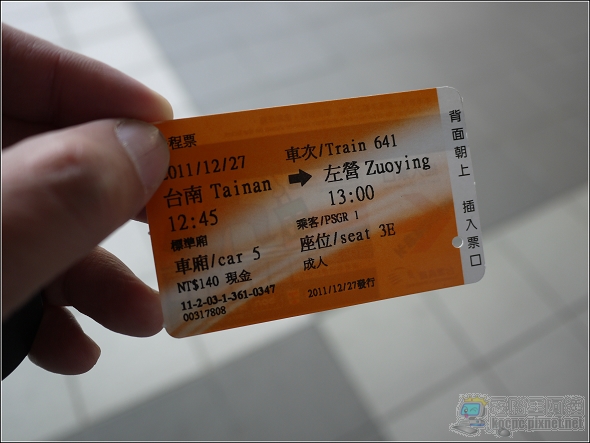 程票
2011/12/27
車次/Train 641
台南 Tainan
左營 Zuoying
12:45
13:00
標準廂
乘客/PSGR 1
車廂/car 5
座位/seat 3E
NT$140 現金
成人
11-2-03-1-361-0347
2011/12/27發行
00317808
背面朝上 插入票口
kocpc.pixnet.net